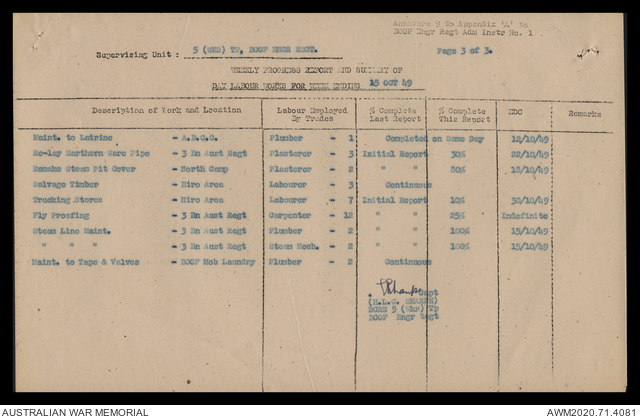 Annexure 9 to Appendix 'A' to
BCOF Engr Regt Adm Instr No. 1
Supervising Unit : 5 (WKS) Tp, BCOF ENGR REGT. Page 3 of 3.
WEEKLY PROGRESS REPORT AND SUMMARY OF
DAY LABOUR WORKS FOR WEEK ENDING 15 OCT 49
Description of Work and Location Labour Employed By Trades % Complete Last Report % Complete This Report EDC Remarks
Maint. to Latrine - A.B.C.C. Plumber - 1 Completed on Same Day 12/10/49
Re-lay Earthern Ware Pipe - 3 Bn Aust Regt Plasterer - 3 Initial Report 30% 22/10/49
Remake Steam Pit Cover - North Camp Plasterer - 2 " " 60% 18/10/49
Salvage Timber - Hiro Area Labourer - 3 Continuous
Trucking Stores - Hiro Area Labourer - 7 Initial Report 10% 30/10/49
Fly Proofing - 3 Bn Aust Regt Carpenter - 12 " " 25% Indefinite
Steam Line Maint. - 3 Bn Aust Regt Plumber - 2 " " 100% 15/10/49
" " " - 3 Bn Aust Regt Steam Mech. - 2 " " 100% 15/10/49
Maint. to Taps & Valves - BCOF Mob Laundry Plumber - 2 Continuous
Capt
(H.L.G. SHARPE)
5 (Wks) Tp
BCOF Engr Regt
AUSTRALIAN WAR MEMORIAL AWM2020.71.4081